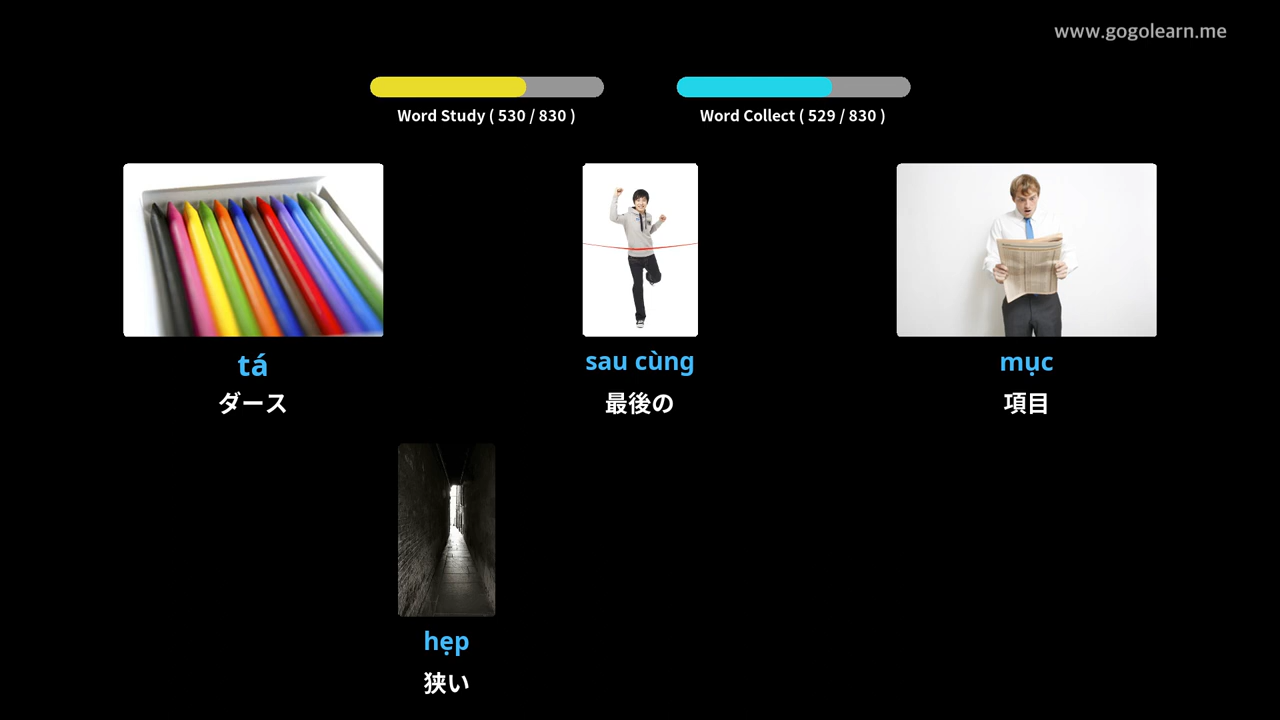 www.gogolearn.me
Word Study ( 530 / 830 )
Word Collect ( 529 / 830 )
tá
ダース
sau cùng
最後の
mục
項目
hẹp
狭い